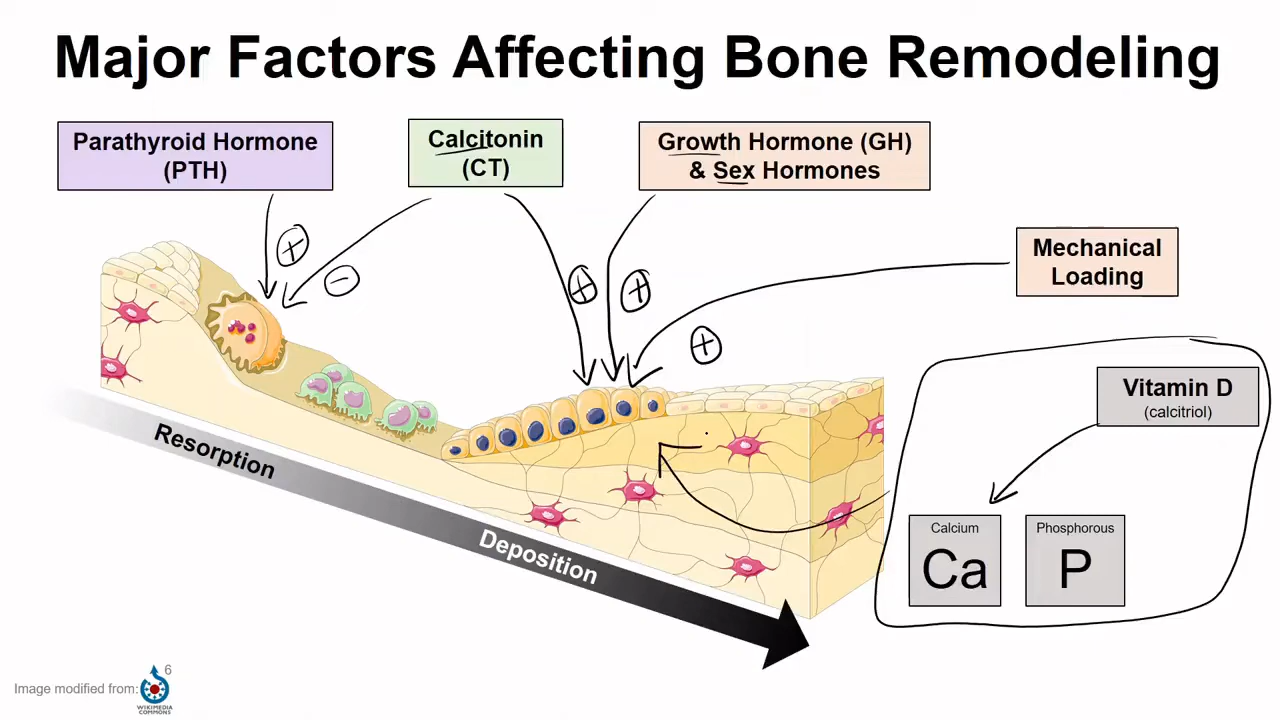 Major Factors Affecting Bone Remodeling
Parathyroid Hormone
(PTH)
Calcitonin
(CT)
Growth Hormone (GH)
& Sex Hormones
Mechanical
Loading
+
−
+
+
+
Vitamin D
(calcitriol)
Resorption
Deposition
Calcium
Ca
Phosphorous
P
6
Image modified from:
WIKIMEDIA
COMMONS